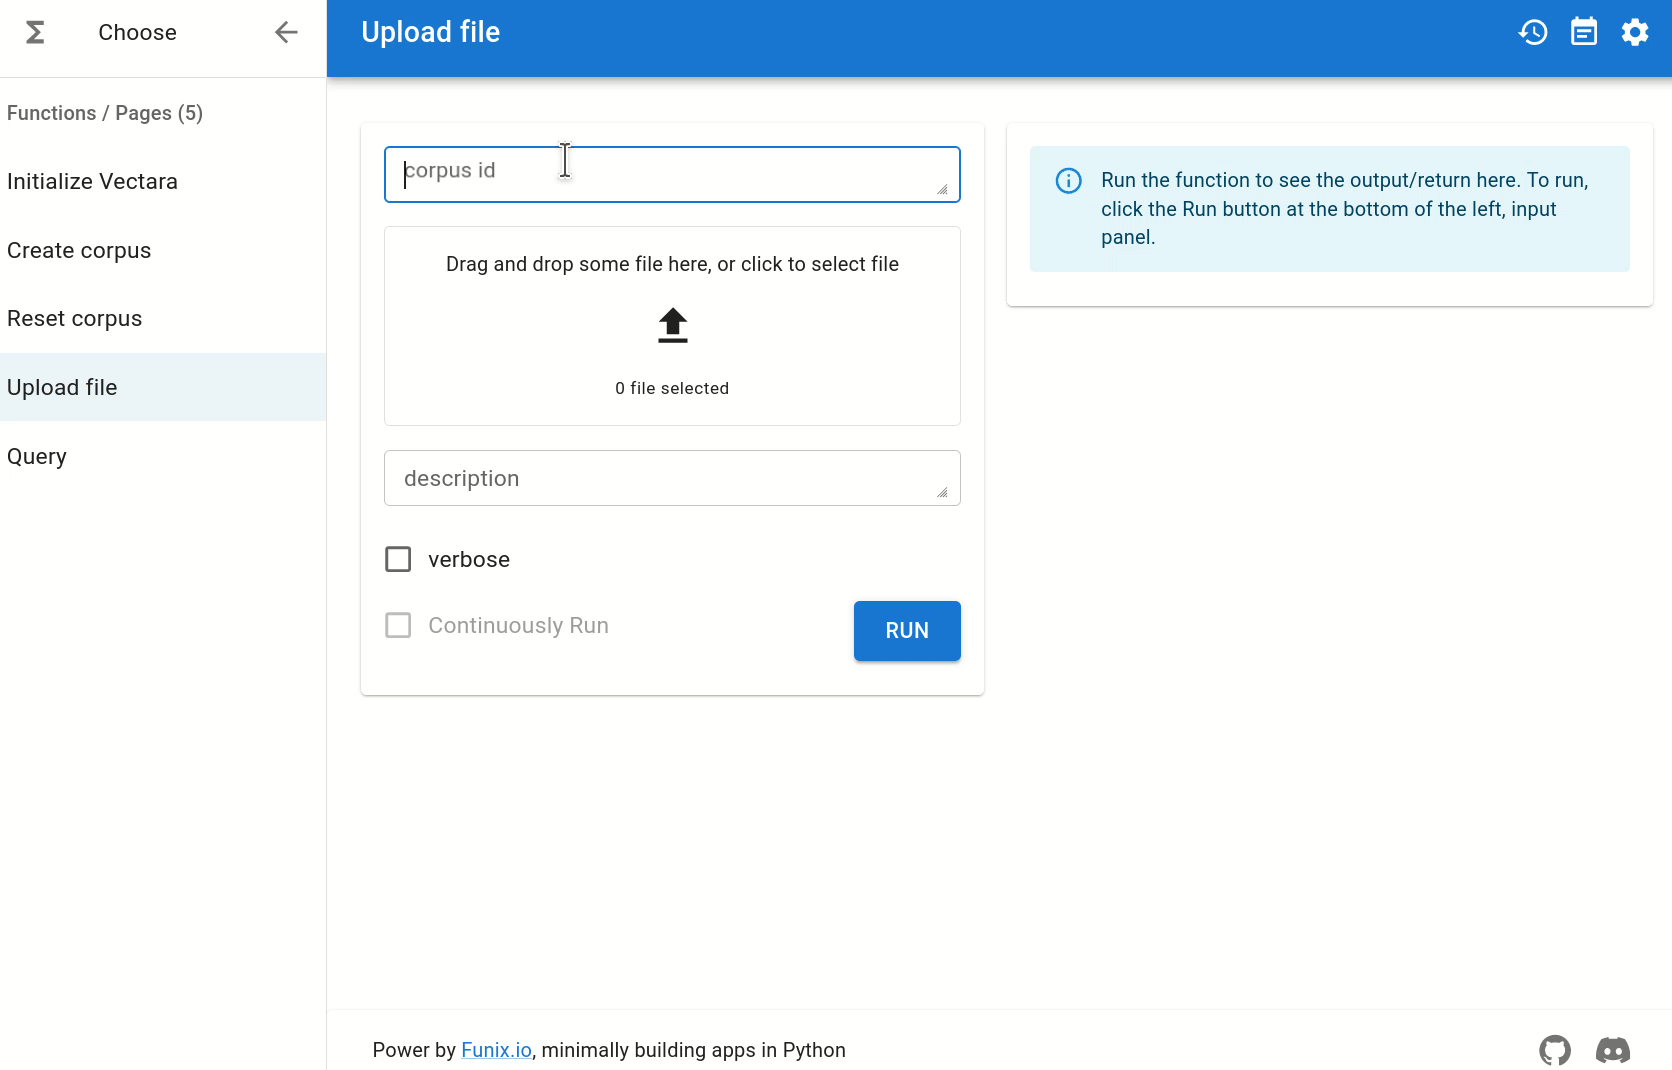 Choose
Upload file
Functions / Pages (5)
Initialize Vectara
Create corpus
Reset corpus
Upload file
Query
corpus id
Drag and drop some file here, or click to select file
0 file selected
description
verbose
Continuously Run
RUN
Run the function to see the output/return here. To run,
click the Run button at the bottom of the left, input
panel.
Power by Funix.io, minimally building apps in Python